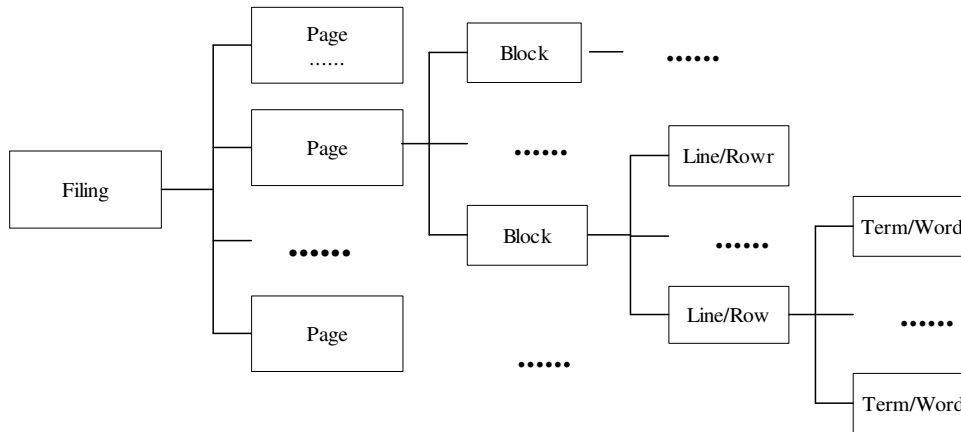 Page
......
Block
......
Page
......
Line/Rowr
Filing
Block
Term/Word
......
......
Page
Line/Row
......
......
Term/Word